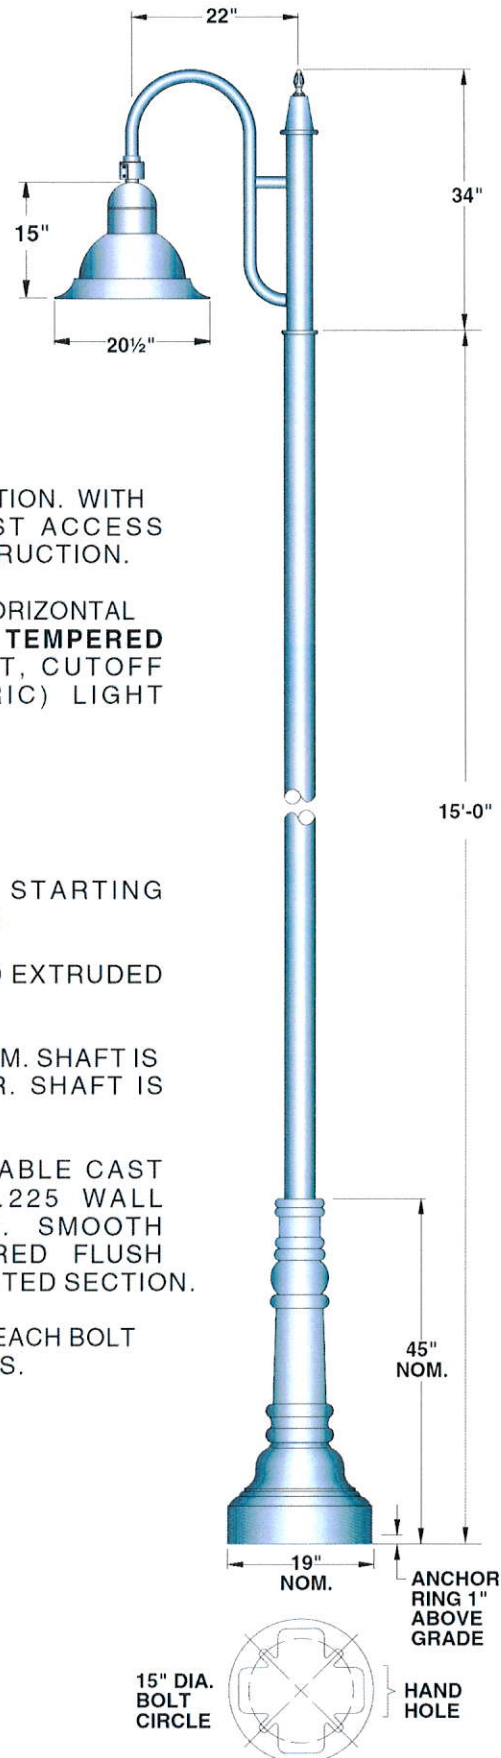 22"
34"
15"
20½"
TION. WITH
ST ACCESS
RUCTION.
ORIZONTAL
TEMPERED
T, CUTOFF
RIC) LIGHT
15'-0"
STARTING
EXTRUDED
M. SHAFT IS
R. SHAFT IS
ABLE CAST
.225 WALL
. SMOOTH
RED FLUSH
TED SECTION.
EACH BOLT
S.
45"
NOM.
19"
NOM.
ANCHOR
RING 1"
ABOVE
GRADE
15" DIA.
BOLT
CIRCLE
HAND
HOLE